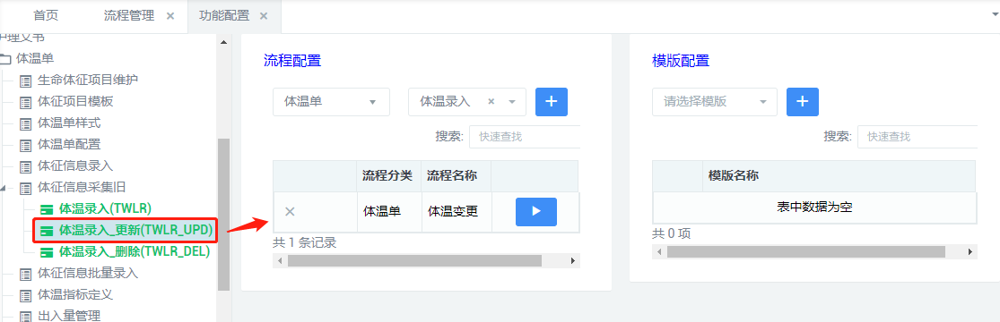 首页
流程管理 ×
功能配置 ×
护理文书
体温单
生命体征项目维护
体征项目模板
体温单样式
体温单配置
体征信息录入
体征信息采集旧
体温录入(TWLR)
体温录入_更新(TWLR_UPD)
体温录入_删除(TWLR_DEL)
体征信息批量录入
体温指标定义
出入量管理
流程配置
体温单
体温录入 ×
+
搜索: 快速查找
流程分类 流程名称
× 体温单 体温变更
共 1 条记录
模版配置
请选择模版
+
搜索: 快速查找
模版名称
表中数据为空
共 0 项